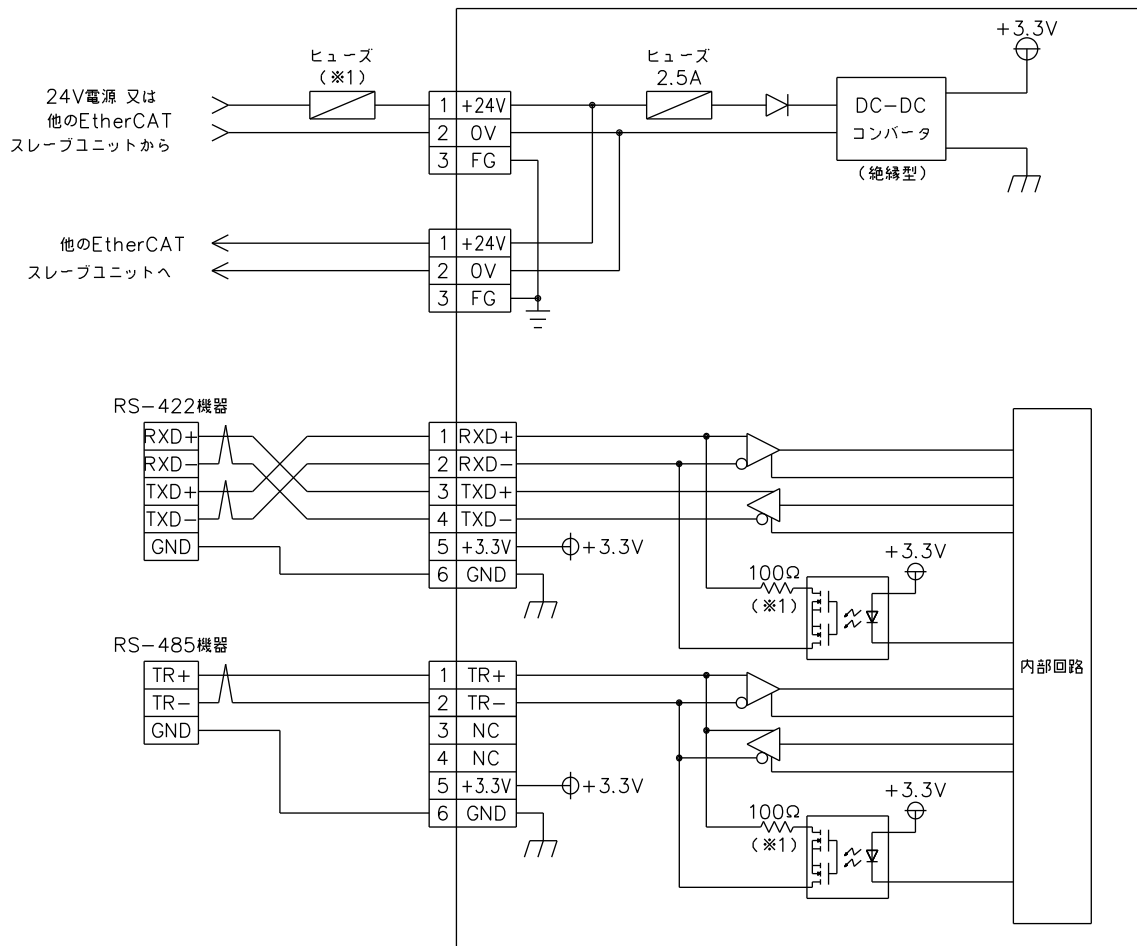 +3.3V
ヒューズ
(※1)
ヒューズ
2.5A
24V電源 又は
他のEtherCAT
スレーブユニットから
1 +24V
2 0V
3 FG
DC-DC
コンバータ
(絶縁型)
他のEtherCAT
スレーブユニットへ
1 +24V
2 0V
3 FG
RS-422機器
RXD+
RXD-
TXD+
TXD-
GND
1 RXD+
2 RXD-
3 TXD+
4 TXD-
5 +3.3V
6 GND
+3.3V
+3.3V
100Ω
(※1)
内部回路
RS-485機器
TR+
TR-
GND
1 TR+
2 TR-
3 NC
4 NC
5 +3.3V
6 GND
+3.3V
+3.3V
100Ω
(※1)